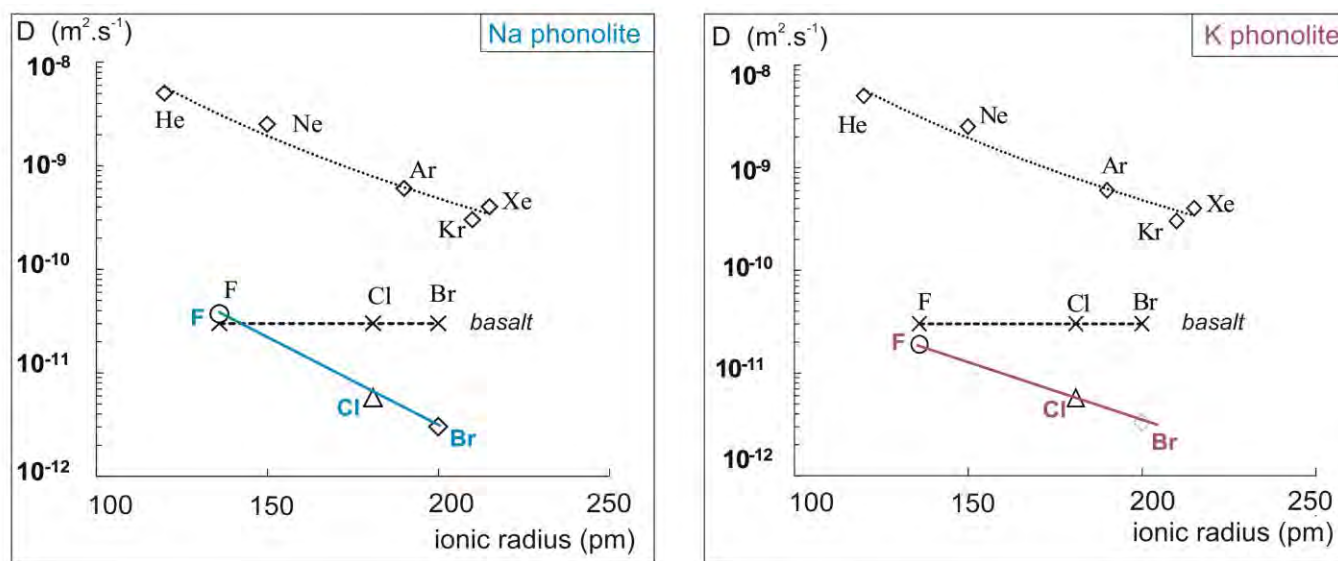 D (m².s⁻¹)
Na phonolite
10⁻⁸
He
Ne
10⁻⁹
Ar
Xe
Kr
10⁻¹⁰
F
Cl
Br
F
basalt
10⁻¹¹
Cl
Br
10⁻¹²
100 150 200 250
ionic radius (pm)
D (m².s⁻¹)
K phonolite
10⁻⁸
He
Ne
10⁻⁹
Ar
Xe
Kr
10⁻¹⁰
F
Cl
Br
basalt
F
10⁻¹¹
Cl
Br
10⁻¹²
100 150 200 250
ionic radius (pm)